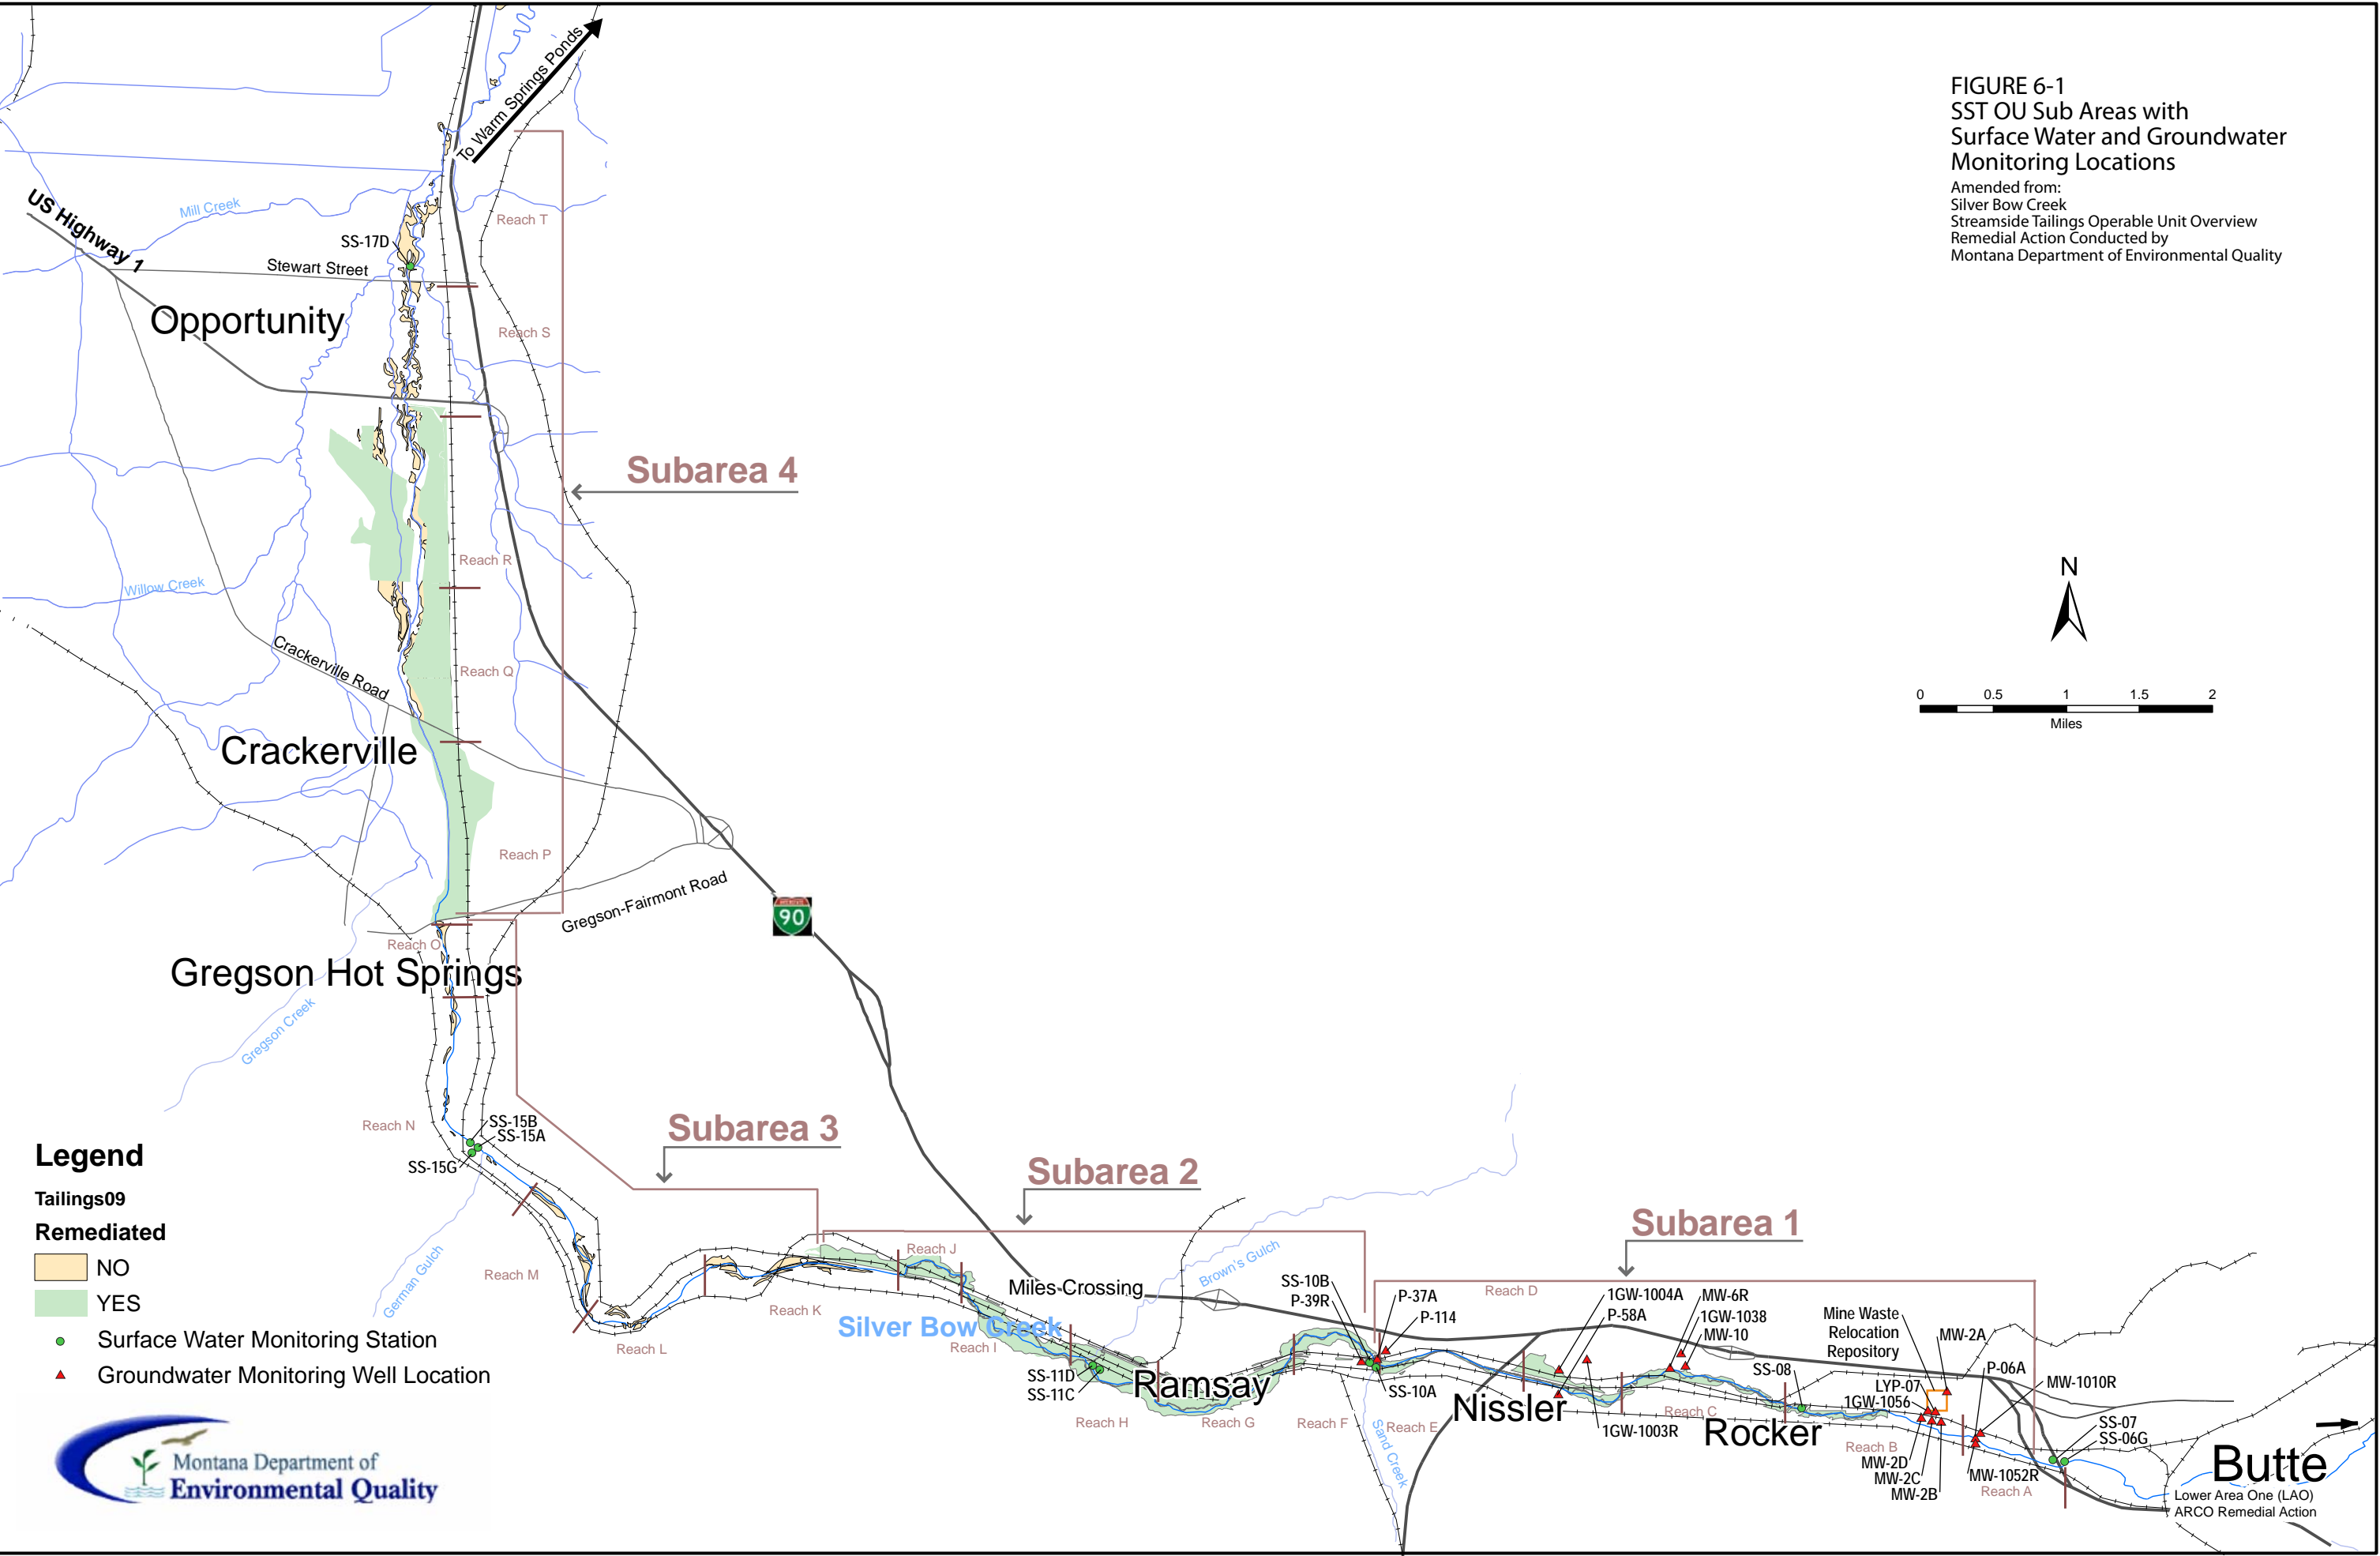 FIGURE 6-1
SST OU Sub Areas with
Surface Water and Groundwater
Monitoring Locations
Amended from:
Silver Bow Creek
Streamside Tailings Operable Unit Overview
Remedial Action Conducted by
Montana Department of Environmental Quality
To Warm Springs Ponds
US Highway 1
Mill Creek
SS-17D
Stewart Street
Reach T
Opportunity
Reach S
Subarea 4
Reach R
Willow Creek
Crackerville Road
Reach Q
Crackerville
Reach P
Gregson-Fairmont Road
90
Reach O
Gregson Hot Springs
Gregson Creek
N
0 0.5 1 1.5 2
Miles
Reach N
SS-15B
SS-15A
SS-15G
Subarea 3
Subarea 2
Subarea 1
German Gulch
Reach M
Reach L
Reach K
Reach J
Silver Bow Creek
Reach I
Miles Crossing
Brown's Gulch
SS-11D
SS-11C
Ramsay
Reach H
Reach G
Reach F
SS-10B
P-39R
P-37A
P-114
SS-10A
Sand Creek
Reach E
Reach D
Nissler
1GW-1004A
P-58A
1GW-1003R
MW-6R
1GW-1038
MW-10
Reach C
Rocker
SS-08
Mine Waste
Relocation
Repository
MW-2A
LYP-07
1GW-1056
P-06A
MW-1010R
Reach B
MW-2D
MW-2C
MW-2B
MW-1052R
Reach A
SS-07
SS-06G
Butte
Lower Area One (LAO)
ARCO Remedial Action
Legend
Tailings09
Remediated
NO
YES
Surface Water Monitoring Station
Groundwater Monitoring Well Location
Montana Department of
Environmental Quality